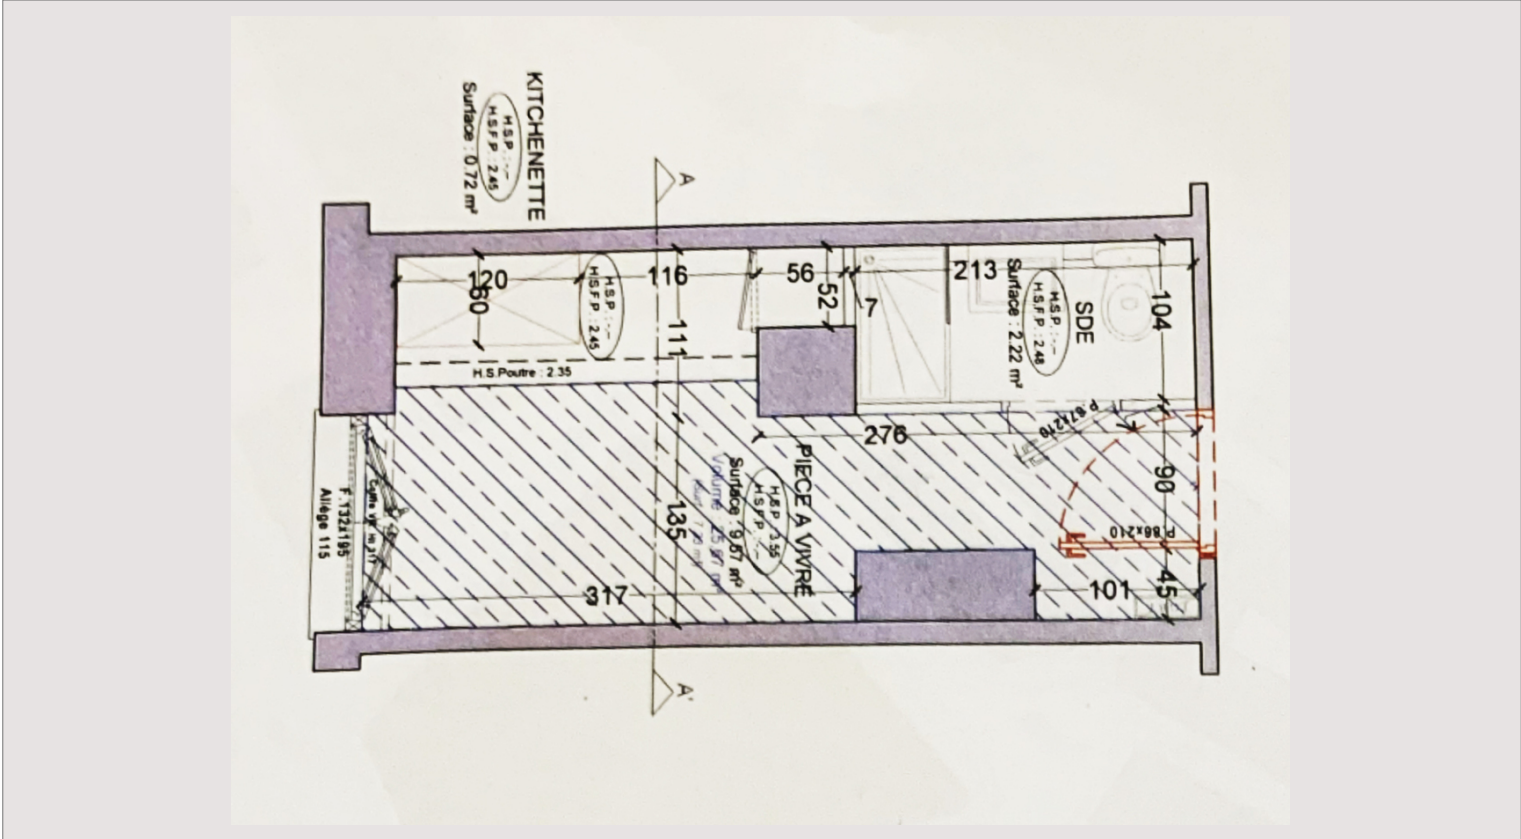 KITCHENETTE
H.S.P. : -.--
H.S.F.P. : 2.45
Surface : 0.72 m²
A
120
60
H.S.P. : -.--
H.S.F.P. : 2.45
116
111
56
52
7
213
104
SDE
H.S.P. : -.--
H.S.F.P. : 2.48
Surface : 2.22 m²
H.S.Poutre : 2.35
276
P.67x210
90
P.88x210
PIECE A VIVRE
H.S.P. : 3.55
H.S.F.P. : -.--
Surface : 9.67 m²
135
317
101
45
F.132x195
Allège 115
A'